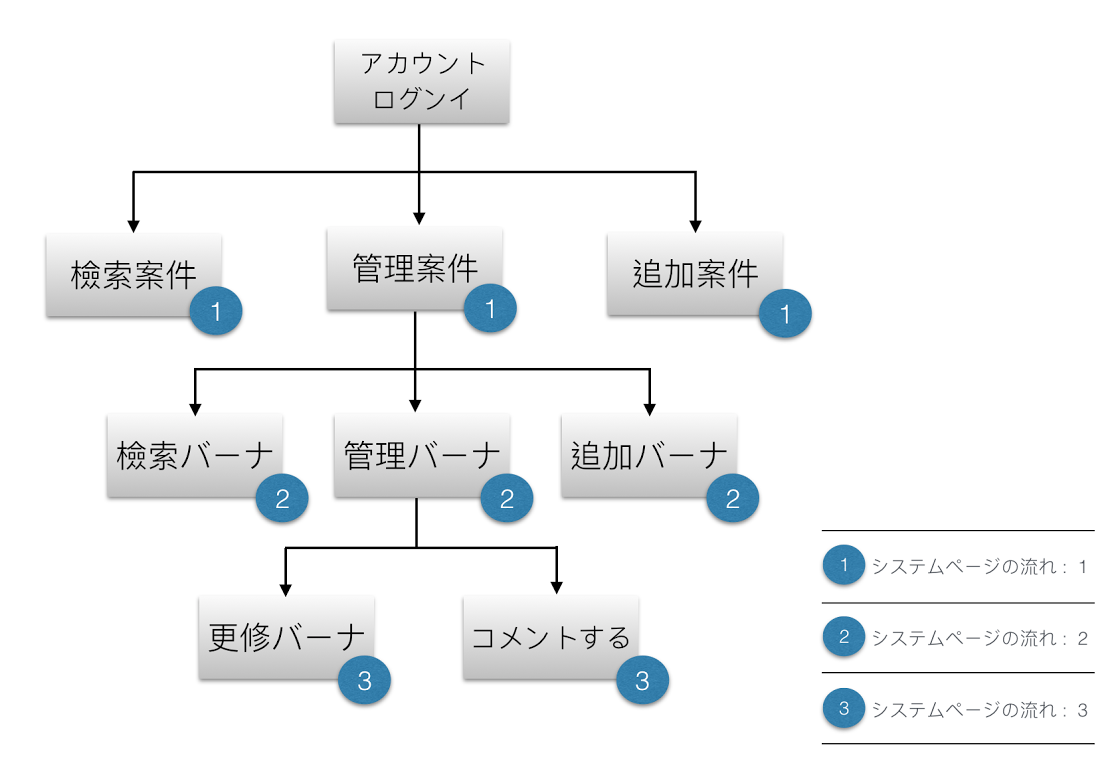 アカウント
ログンイ
檢索案件
1
管理案件
1
追加案件
1
檢索バーナ
2
管理バーナ
2
追加バーナ
2
更修バーナ
3
コメントする
3
1 システムページの流れ : 1
2 システムページの流れ : 2
3 システムページの流れ : 3